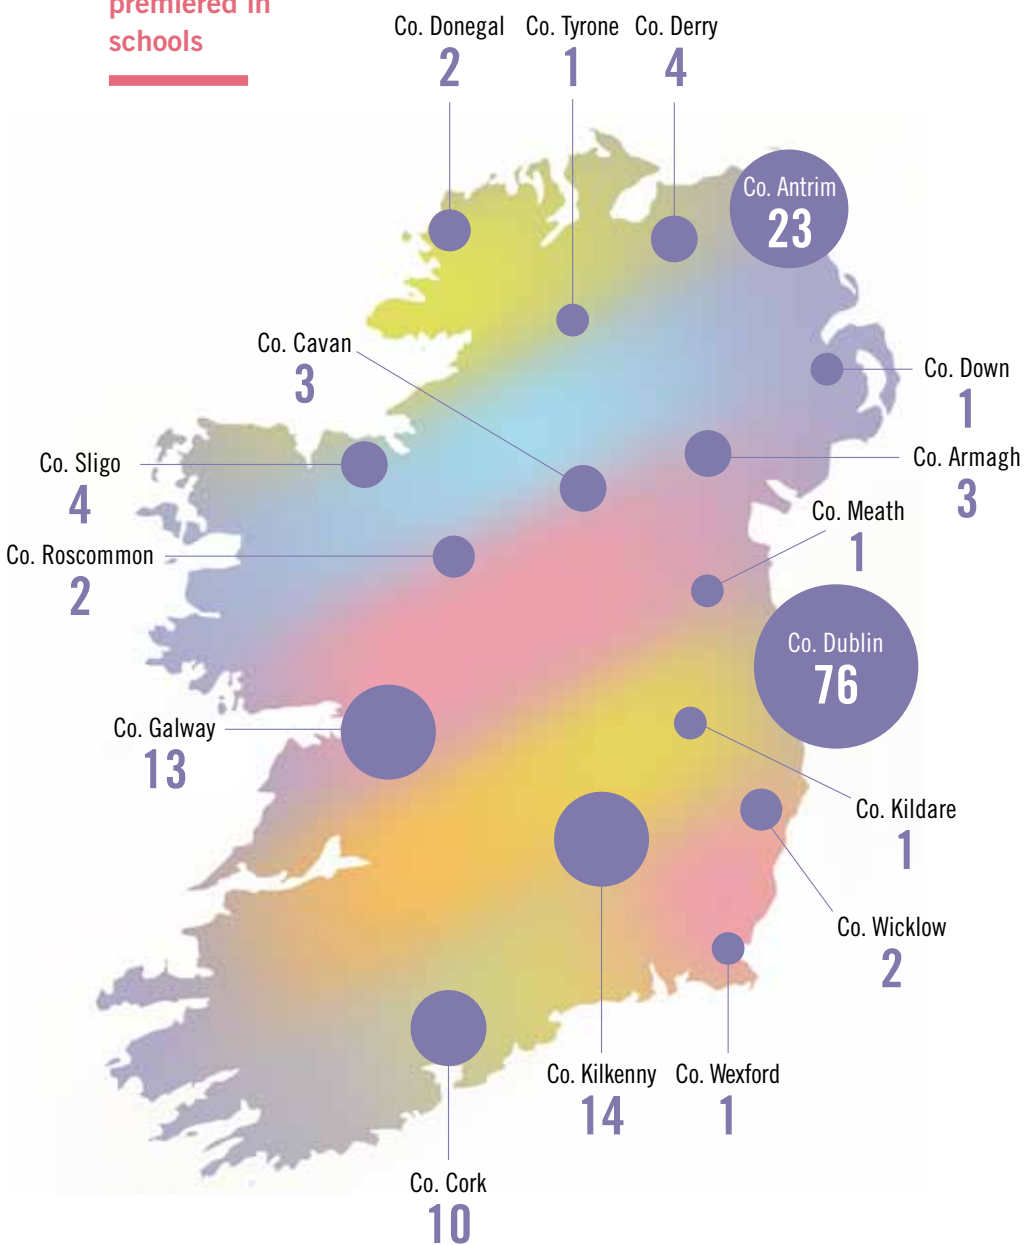 premiered in
schools
Co. Donegal
2
Co. Tyrone
1
Co. Derry
4
Co. Antrim
23
Co. Cavan
3
Co. Down
1
Co. Sligo
4
Co. Armagh
3
Co. Meath
1
Co. Roscommon
2
Co. Dublin
76
Co. Galway
13
Co. Kildare
1
Co. Wicklow
2
Co. Kilkenny
14
Co. Wexford
1
Co. Cork
10